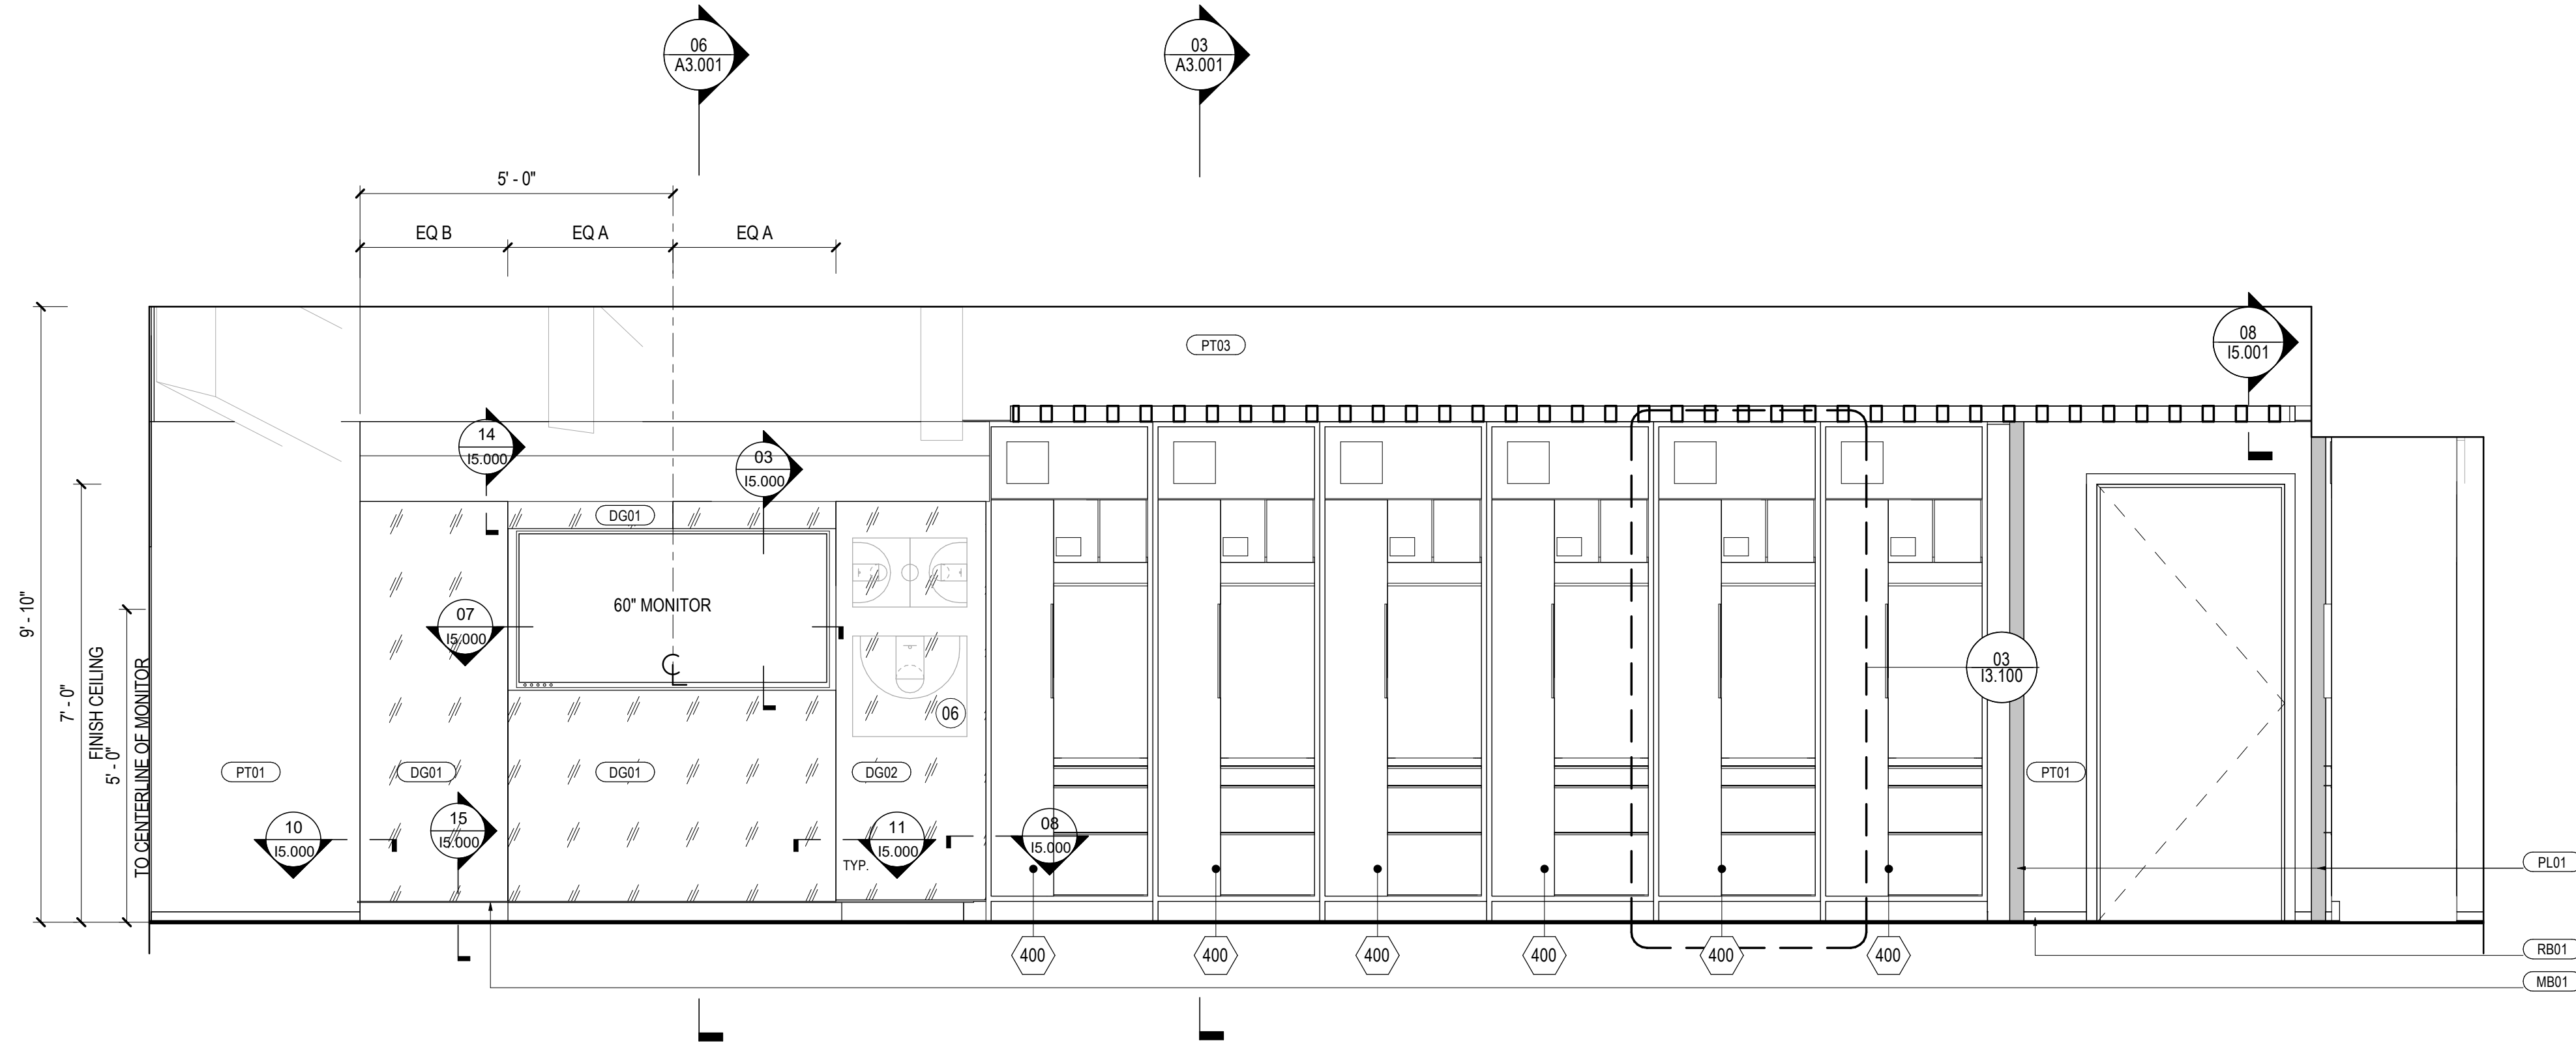 06
A3.001
03
A3.001
5' - 0"
EQ B
EQ A
EQ A
PT03
08
I5.001
14
I5.000
03
I5.000
DG01
60" MONITOR
07
I5.000
CL
9' - 10"
7' - 0"
FINISH CEILING
5' - 0"
TO CENTERLINE OF MONITOR
03
I3.100
06
PT01
DG01
DG01
DG02
PT01
10
I5.000
15
I5.000
11
I5.000
TYP.
08
I5.000
PL01
400
400
400
400
400
400
RB01
MB01